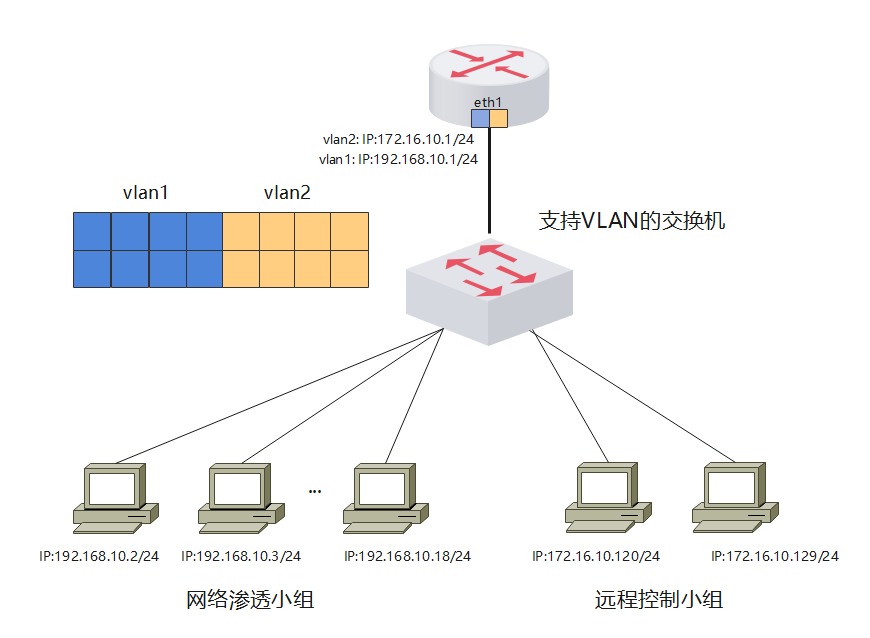 eth1
vlan2: IP:172.16.10.1/24
vlan1: IP:192.168.10.1/24
vlan1
vlan2
支持VLAN的交换机
...
IP:192.168.10.2/24
IP:192.168.10.3/24
IP:192.168.10.18/24
IP:172.16.10.120/24
IP:172.16.10.129/24
网络渗透小组
远程控制小组